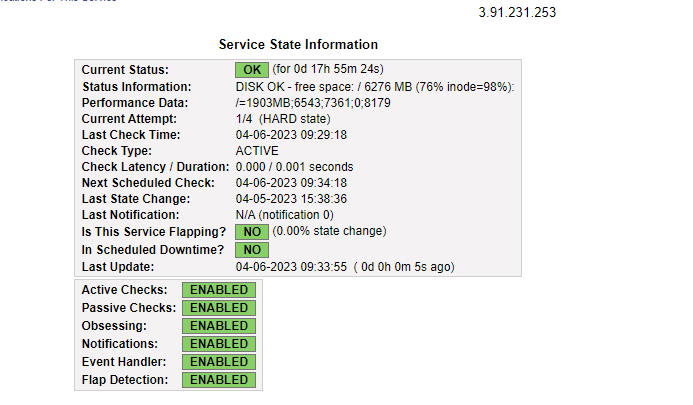 3.91.231.253
Service State Information
Current Status: OK (for 0d 17h 55m 24s)
Status Information: DISK OK - free space: / 6276 MB (76% inode=98%):
Performance Data: /=1903MB;6543;7361;0;8179
Current Attempt: 1/4 (HARD state)
Last Check Time: 04-06-2023 09:29:18
Check Type: ACTIVE
Check Latency / Duration: 0.000 / 0.001 seconds
Next Scheduled Check: 04-06-2023 09:34:18
Last State Change: 04-05-2023 15:38:36
Last Notification: N/A (notification 0)
Is This Service Flapping? NO (0.00% state change)
In Scheduled Downtime? NO
Last Update: 04-06-2023 09:33:55 ( 0d 0h 0m 5s ago)
Active Checks: ENABLED
Passive Checks: ENABLED
Obsessing: ENABLED
Notifications: ENABLED
Event Handler: ENABLED
Flap Detection: ENABLED